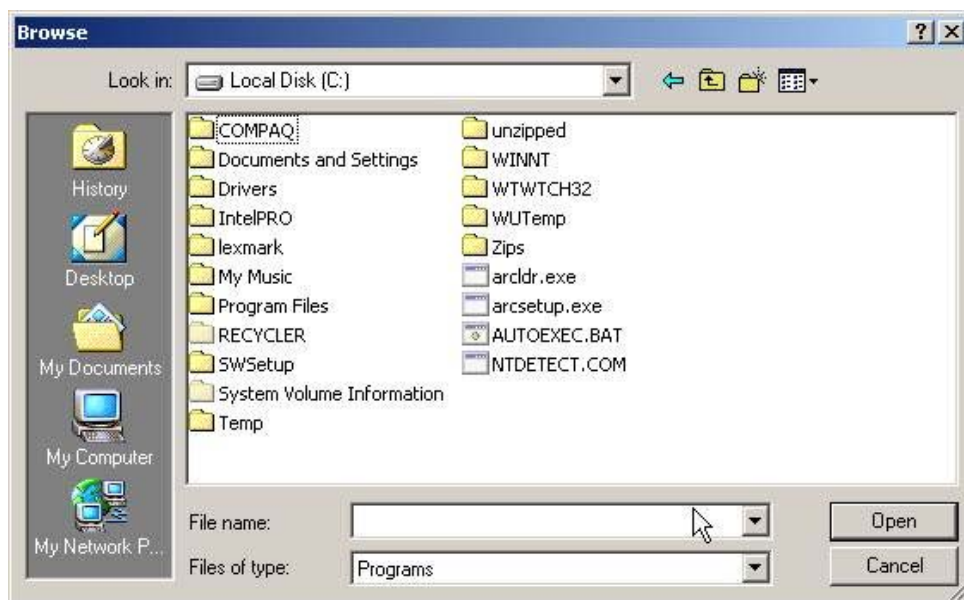 Browse
Look in: Local Disk (C:)
History
Desktop
My Documents
My Computer
My Network P...
COMPAQ
Documents and Settings
Drivers
IntelPRO
lexmark
My Music
Program Files
RECYCLER
SWSetup
System Volume Information
Temp
unzipped
WINNT
WTWTCH32
WUTemp
Zips
arcldr.exe
arcsetup.exe
AUTOEXEC.BAT
NTDETECT.COM
File name:
Open
Files of type: Programs
Cancel